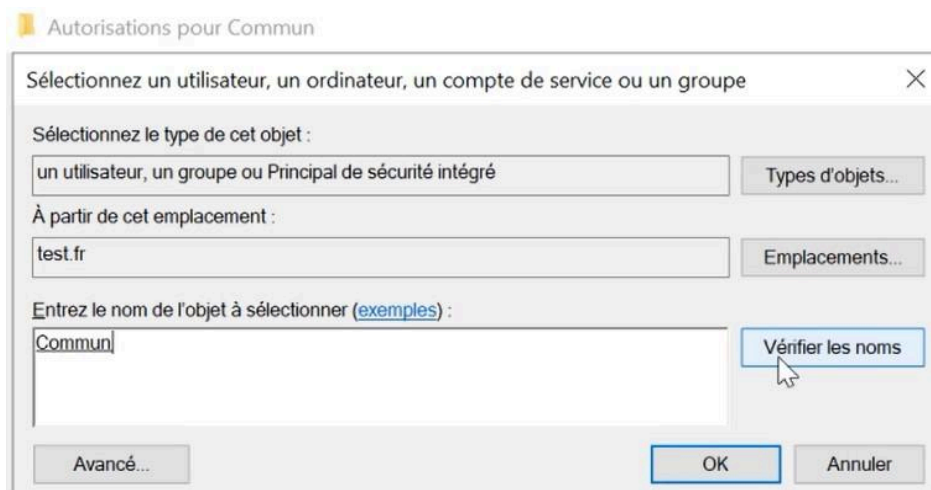 Autorisations pour Commun
Sélectionnez un utilisateur, un ordinateur, un compte de service ou un groupe
Sélectionnez le type de cet objet :
un utilisateur, un groupe ou Principal de sécurité intégré
Types d'objets...
À partir de cet emplacement :
test.fr
Emplacements...
Entrez le nom de l'objet à sélectionner (exemples) :
Commun
Vérifier les noms
Avancé...
OK
Annuler